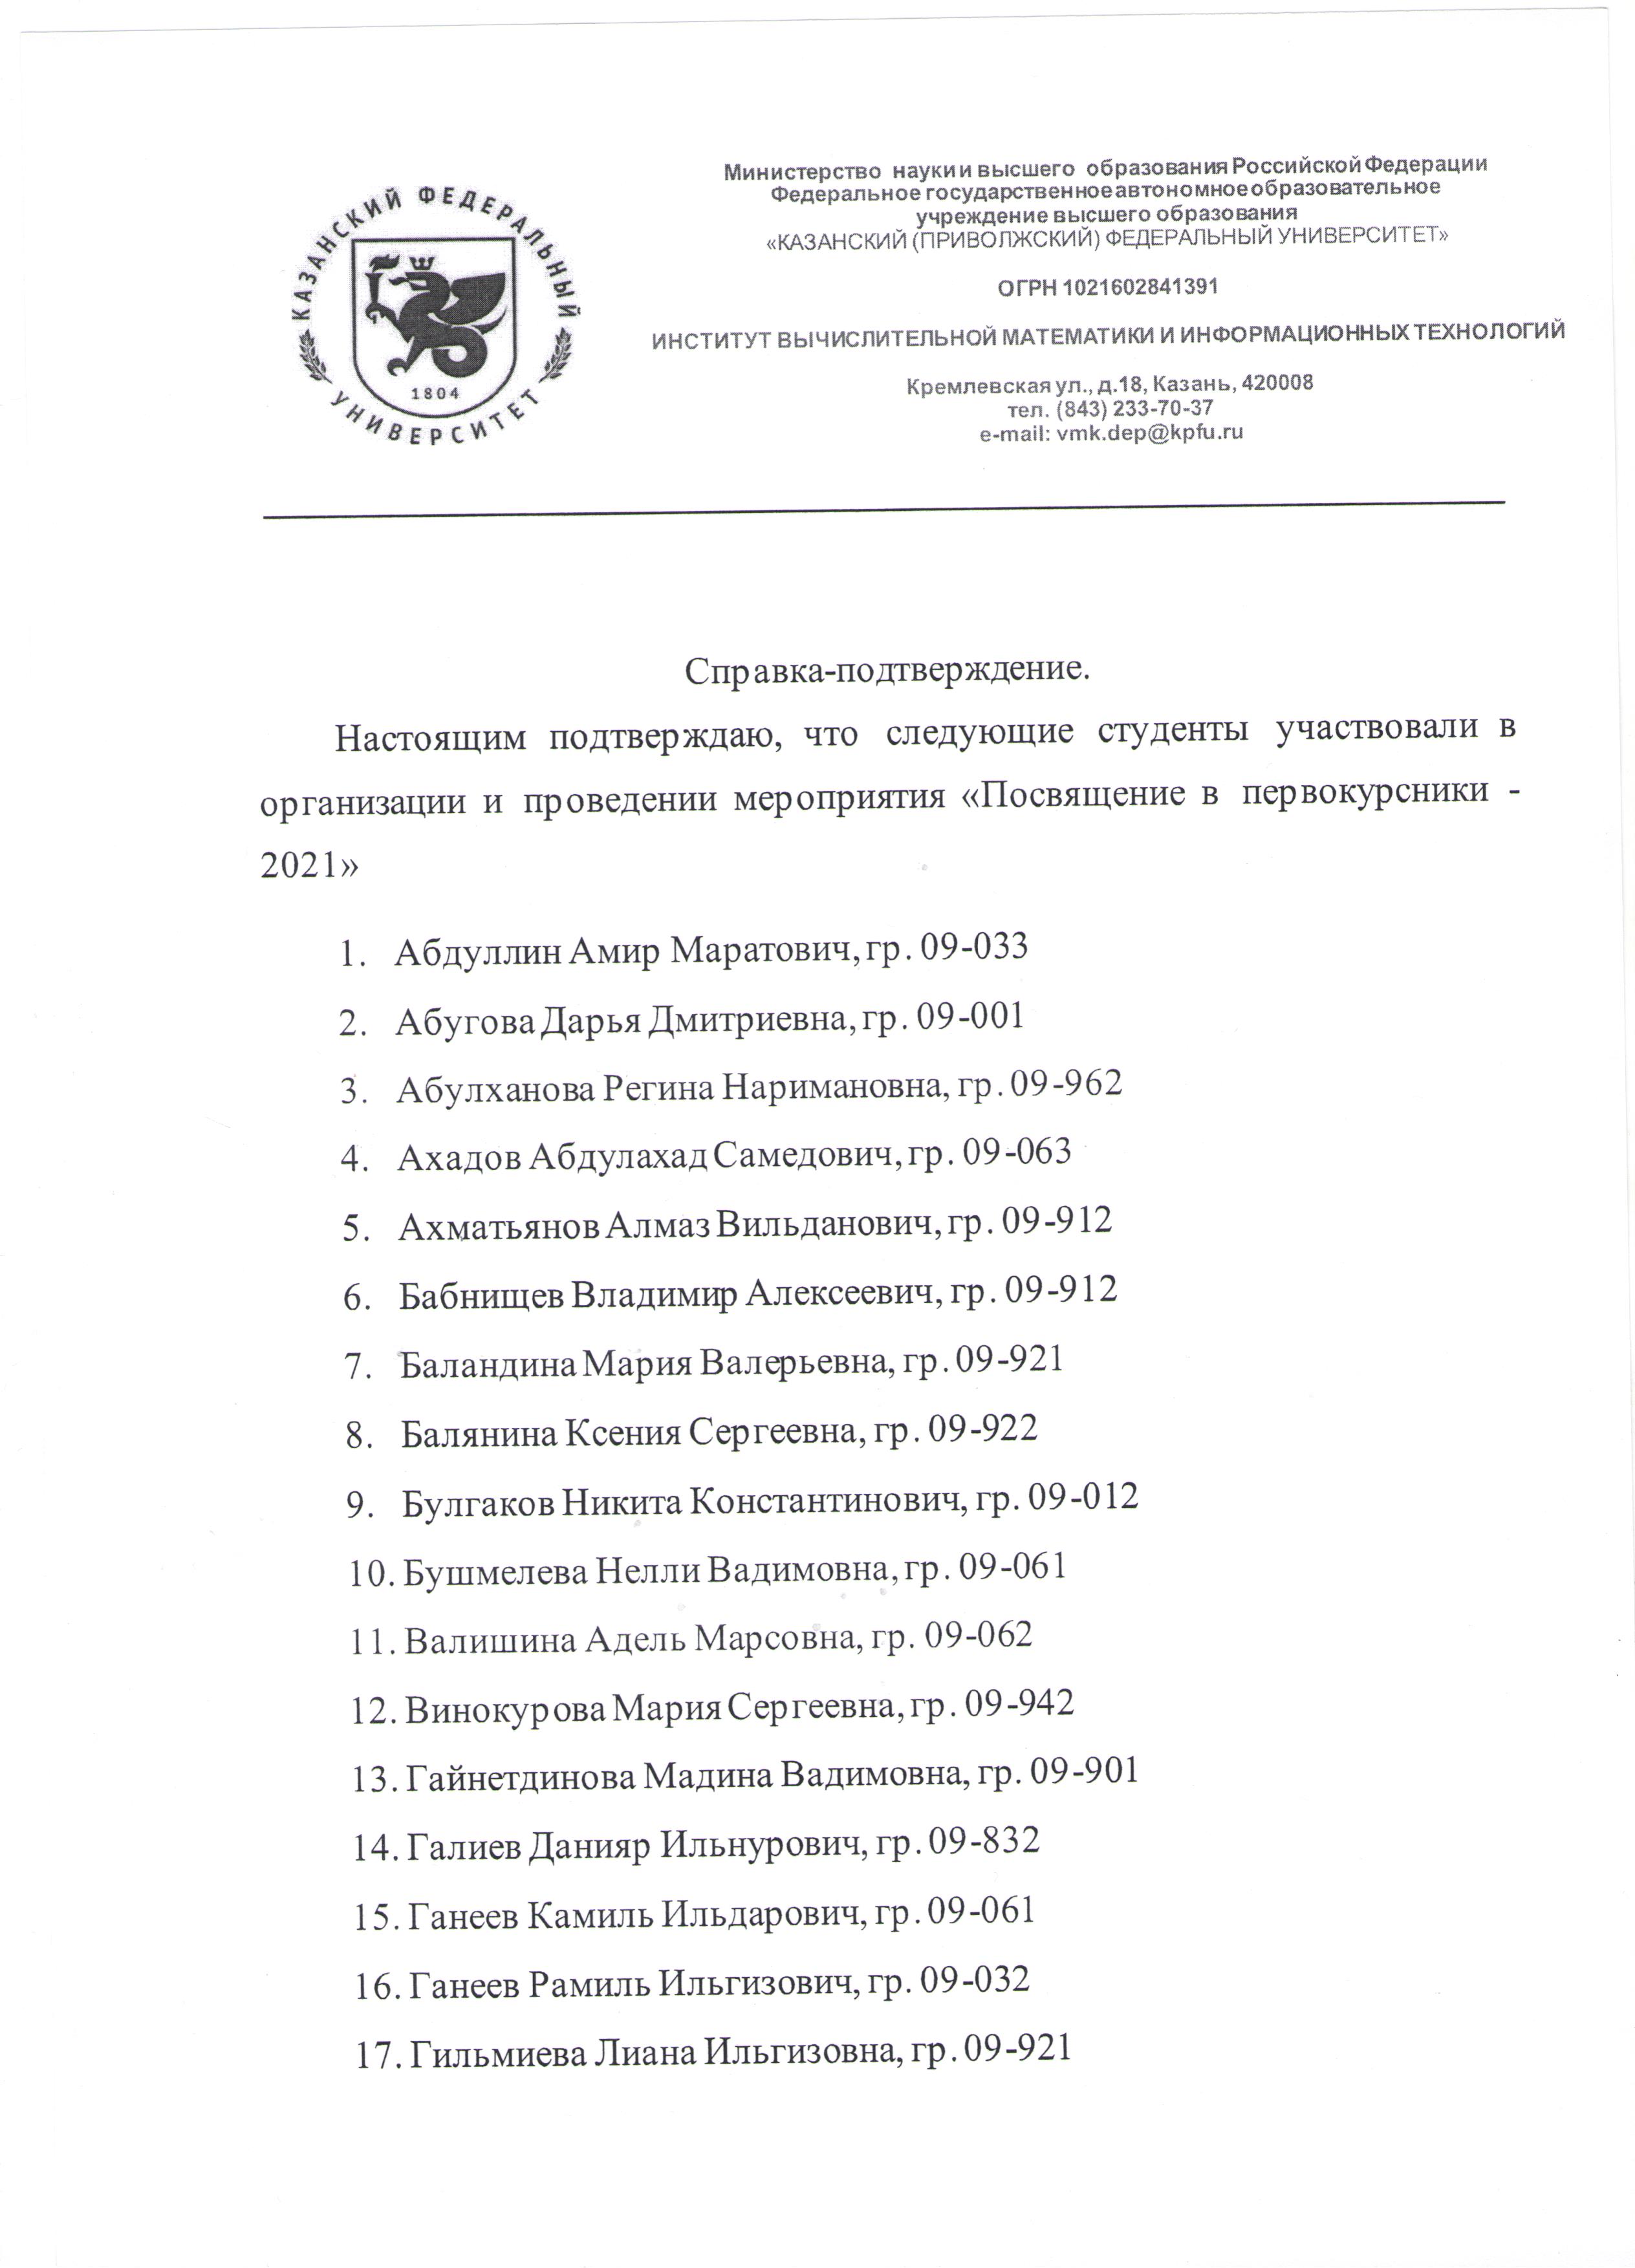 КАЗАНСКИЙ ФЕДЕРАЛЬНЫЙ
УНИВЕРСИТЕТ
1804
Министерство науки и высшего образования Российской Федерации
Федеральное государственное автономное образовательное
учреждение высшего образования
«КАЗАНСКИЙ (ПРИВОЛЖСКИЙ) ФЕДЕРАЛЬНЫЙ УНИВЕРСИТЕТ»
ОГРН 1021602841391
ИНСТИТУТ ВЫЧИСЛИТЕЛЬНОЙ МАТЕМАТИКИ И ИНФОРМАЦИОННЫХ ТЕХНОЛОГИЙ
Кремлевская ул., д.18, Казань, 420008
тел. (843) 233-70-37
e-mail: vmk.dep@kpfu.ru
Справка-подтверждение.
Настоящим подтверждаю, что следующие студенты участвовали в
организации и проведении мероприятия «Посвящение в первокурсники -
2021»
1. Абдуллин Амир Маратович, гр. 09-033
2. Абугова Дарья Дмитриевна, гр. 09-001
3. Абулханова Регина Наримановна, гр. 09-962
4. Ахадов Абдулахад Самедович, гр. 09-063
5. Ахматьянов Алмаз Вильданович, гр. 09-912
6. Бабнищев Владимир Алексеевич, гр. 09-912
7. Баландина Мария Валерьевна, гр. 09-921
8. Балянина Ксения Сергеевна, гр. 09-922
9. Булгаков Никита Константинович, гр. 09-012
10. Бушмелева Нелли Вадимовна, гр. 09-061
11. Валишина Адель Марсовна, гр. 09-062
12. Винокурова Мария Сергеевна, гр. 09-942
13. Гайнетдинова Мадина Вадимовна, гр. 09-901
14. Галиев Данияр Ильнурович, гр. 09-832
15. Ганеев Камиль Ильдарович, гр. 09-061
16. Ганеев Рамиль Ильгизович, гр. 09-032
17. Гильмиева Лиана Ильгизовна, гр. 09-921